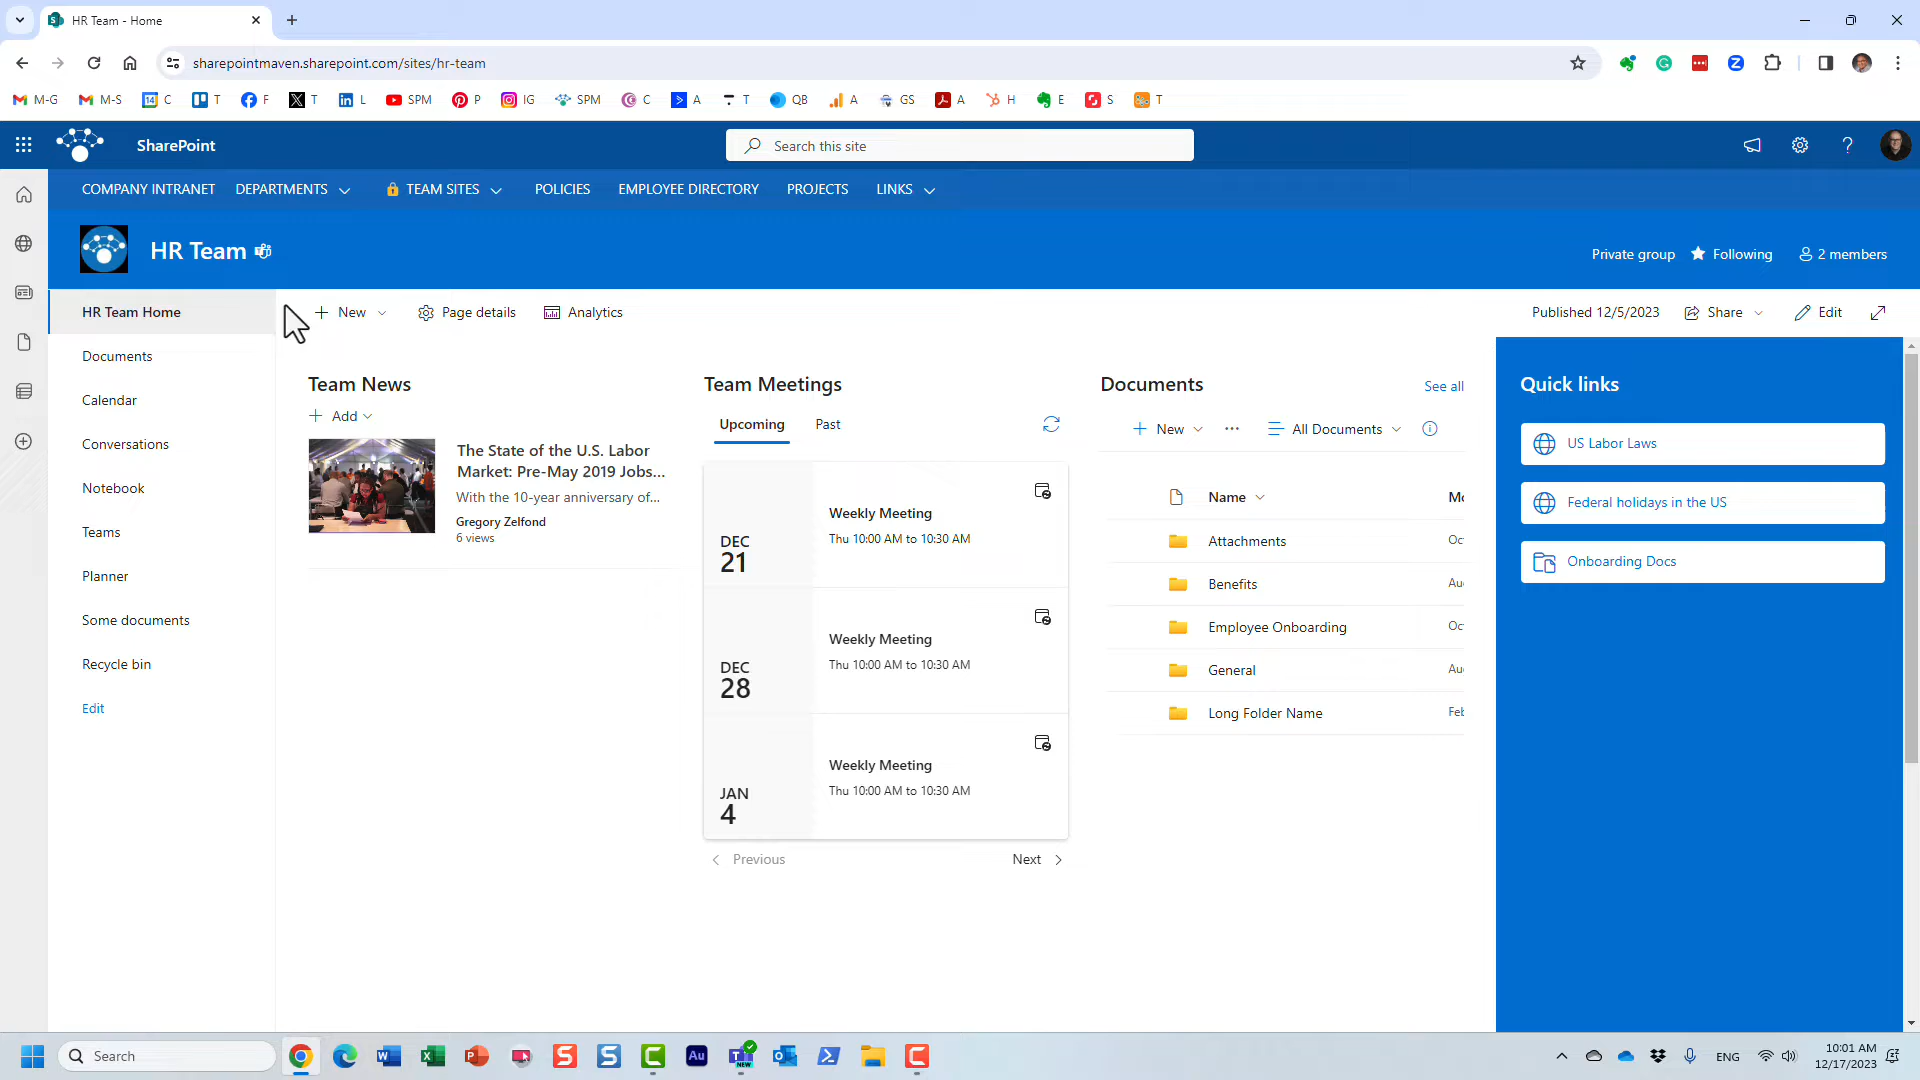 HR Team - Home
sharepointmaven.sharepoint.com/sites/hr-team
M-G M-S C T F T L SPM P IG SPM C A T QB A GS A H E S T
SharePoint
Search this site
COMPANY INTRANET DEPARTMENTS TEAM SITES POLICIES EMPLOYEE DIRECTORY PROJECTS LINKS
HR Team
Private group Following 2 members
HR Team Home
Documents
Calendar
Conversations
Notebook
Teams
Planner
Some documents
Recycle bin
Edit
New Page details Analytics
Published 12/5/2023 Share Edit
Team News
Add
The State of the U.S. Labor
Market: Pre-May 2019 Jobs...
With the 10-year anniversary of...
Gregory Zelfond
6 views
Team Meetings
Upcoming Past
DEC
21
Weekly Meeting
Thu 10:00 AM to 10:30 AM
DEC
28
Weekly Meeting
Thu 10:00 AM to 10:30 AM
JAN
4
Weekly Meeting
Thu 10:00 AM to 10:30 AM
Previous Next
Documents See all
New All Documents
Name Mo
Attachments Oc
Benefits Au
Employee Onboarding Oc
General Au
Long Folder Name Feb
Quick links
US Labor Laws
Federal holidays in the US
Onboarding Docs
Search
ENG
10:01 AM
12/17/2023